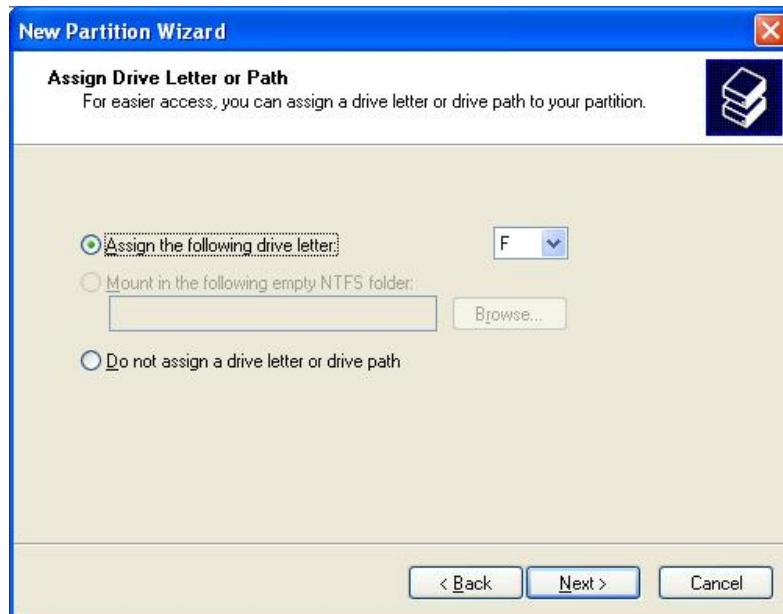 New Partition Wizard
Assign Drive Letter or Path
For easier access, you can assign a drive letter or drive path to your partition.
Assign the following drive letter: F
Mount in the following empty NTFS folder:
Browse...
Do not assign a drive letter or drive path
< Back Next > Cancel